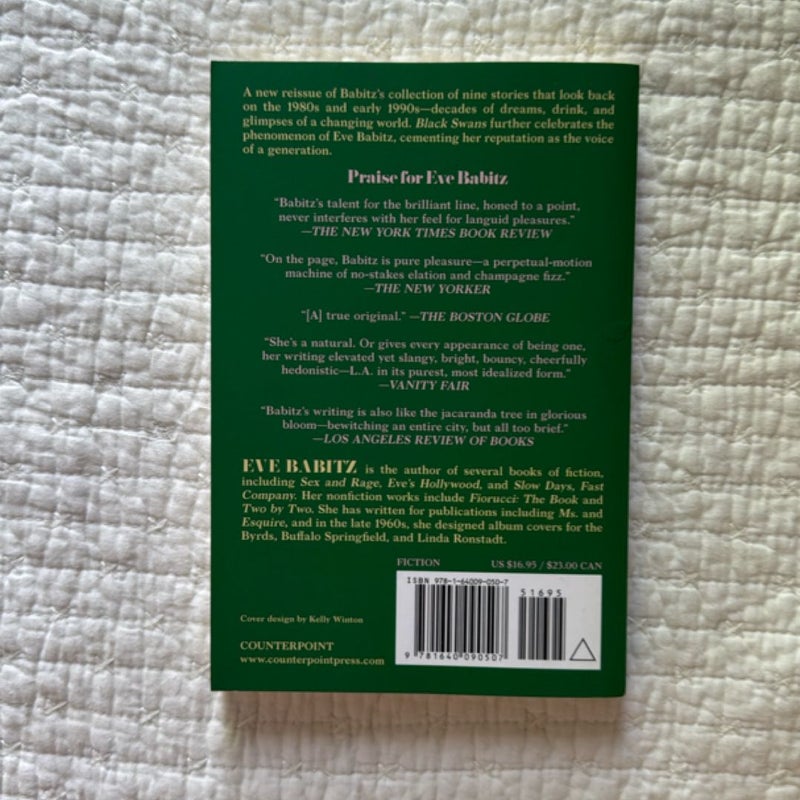 A new reissue of Babitz's collection of nine stories that look back
on the 1980s and early 1990s—decades of dreams, drink, and
glimpses of a changing world. Black Swans further celebrates the
phenomenon of Eve Babitz, cementing her reputation as the voice
of a generation.
Praise for Eve Babitz
"Babitz's talent for the brilliant line, honed to a point,
never interferes with her feel for languid pleasures."
—THE NEW YORK TIMES BOOK REVIEW
"On the page, Babitz is pure pleasure—a perpetual-motion
machine of no-stakes elation and champagne fizz."
—THE NEW YORKER
"[A] true original." —THE BOSTON GLOBE
"She's a natural. Or gives every appearance of being one,
her writing elevated yet slangy, bright, bouncy, cheerfully
hedonistic—L.A. in its purest, most idealized form."
—VANITY FAIR
"Babitz's writing is also like the jacaranda tree in glorious
bloom—bewitching an entire city, but all too brief."
—LOS ANGELES REVIEW OF BOOKS
EVE BABITZ is the author of several books of fiction,
including Sex and Rage, Eve's Hollywood, and Slow Days, Fast
Company. Her nonfiction works include Fiorucci: The Book and
Two by Two. She has written for publications including Ms. and
Esquire, and in the late 1960s, she designed album covers for the
Byrds, Buffalo Springfield, and Linda Ronstadt.
FICTION US $16.95 / $23.00 CAN
ISBN 978-1-64009-050-7
51695
9 781640 090507
Cover design by Kelly Winton
COUNTERPOINT
www.counterpointpress.com